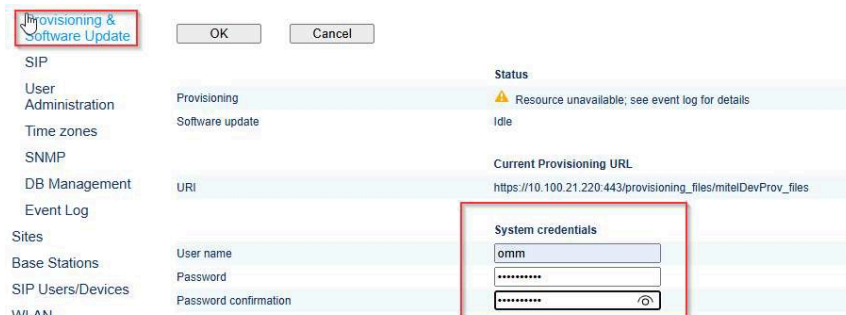 Provisioning &
Software Update
SIP
User
Administration
Time zones
SNMP
DB Management
Event Log
Sites
Base Stations
SIP Users/Devices
WLAN
OK Cancel
Status
Provisioning Resource unavailable; see event log for details
Software update Idle
Current Provisioning URL
URI https://10.100.21.220:443/provisioning_files/mitelDevProv_files
System credentials
User name omm
Password ••••••••••
Password confirmation ••••••••••